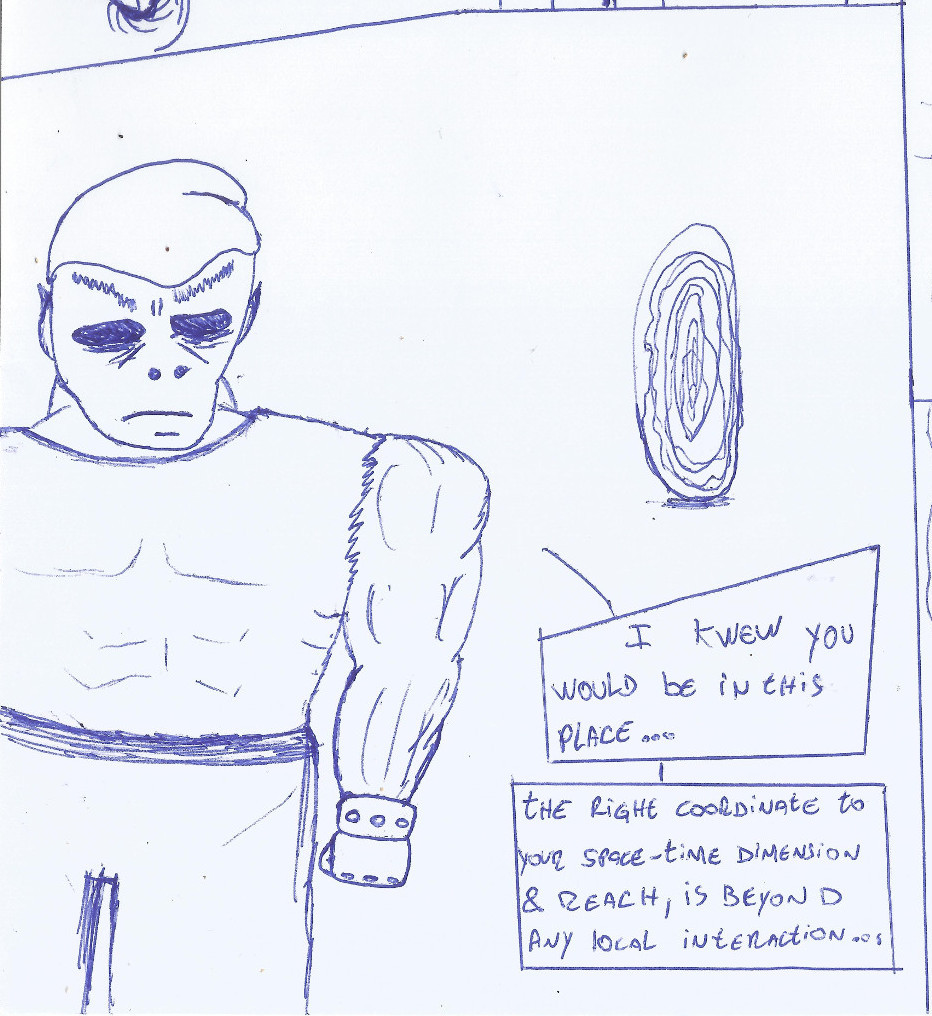 I KNEW YOU
WOULD BE IN THIS
PLACE....
THE RIGHT COORDINATE TO
YOUR SPACE-TIME DIMENSION
& REACH, IS BEYOND
ANY LOCAL INTERACTION...